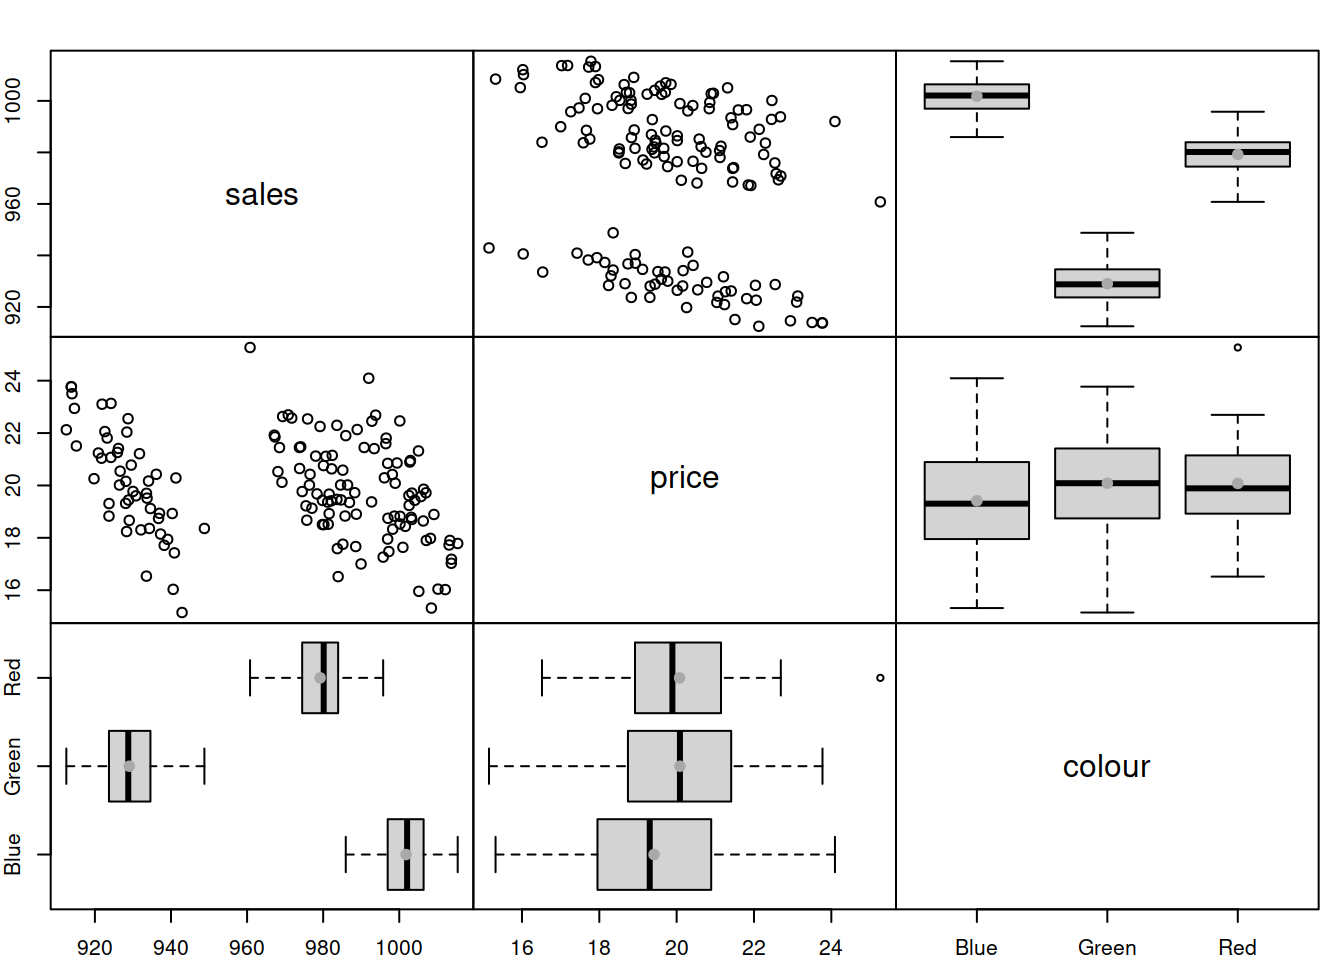 1000
960
920
sales
24
22
20
18
16
price
Red
Green
Blue
colour
920 940 960 980 1000
16 18 20 22 24
Blue Green Red